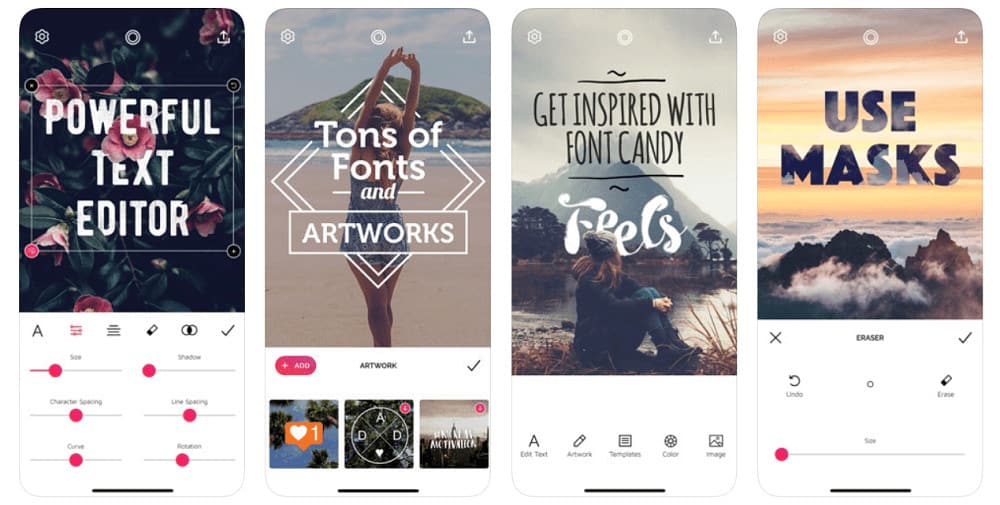 POWERFUL
TEXT
EDITOR
A
Size
Shadow
Character Spacing
Line Spacing
Curve
Rotation
Tons of
Fonts
and
ARTWORKS
+ ADD
ARTWORK
1
A
D D
GET INSPIRED WITH
FONT CANDY
Feels
A
Edit Text
Artwork
Templates
Color
Image
USE
MASKS
ERASER
Undo
Erase
Size